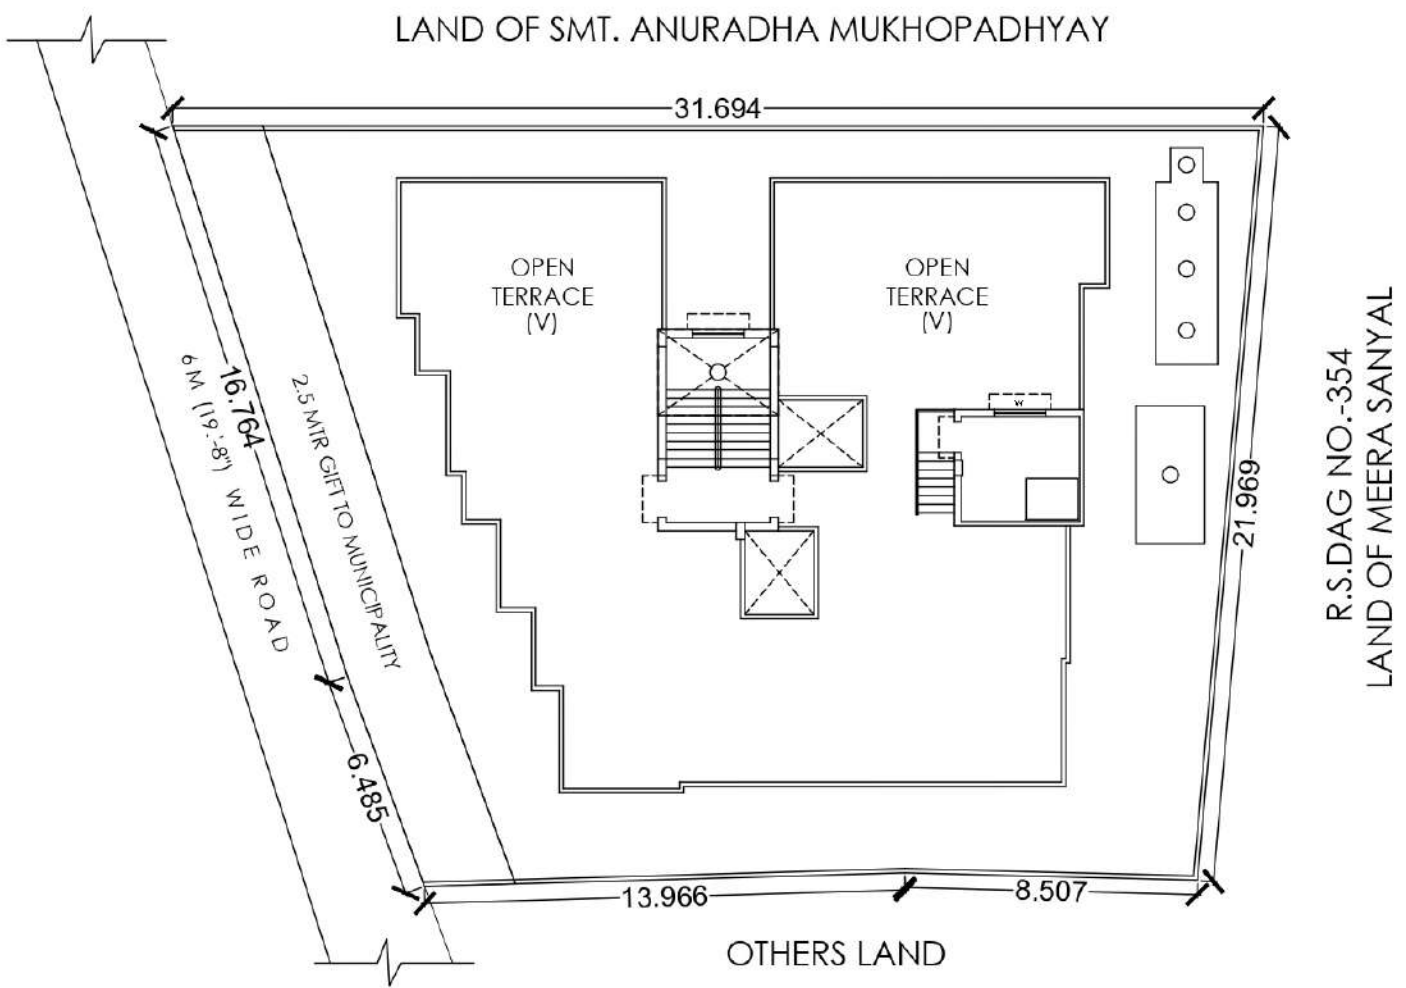 LAND OF SMT. ANURADHA MUKHOPADHYAY
31.694
OPEN
TERRACE
(V)
OPEN
TERRACE
(V)
16.764
6 M (19'-8") WIDE ROAD
2.5 MTR GIFT TO MUNICIPALITY
W
6.485
21.969
R.S.DAG NO.-354
LAND OF MEERA SANYAL
13.966
8.507
OTHERS LAND